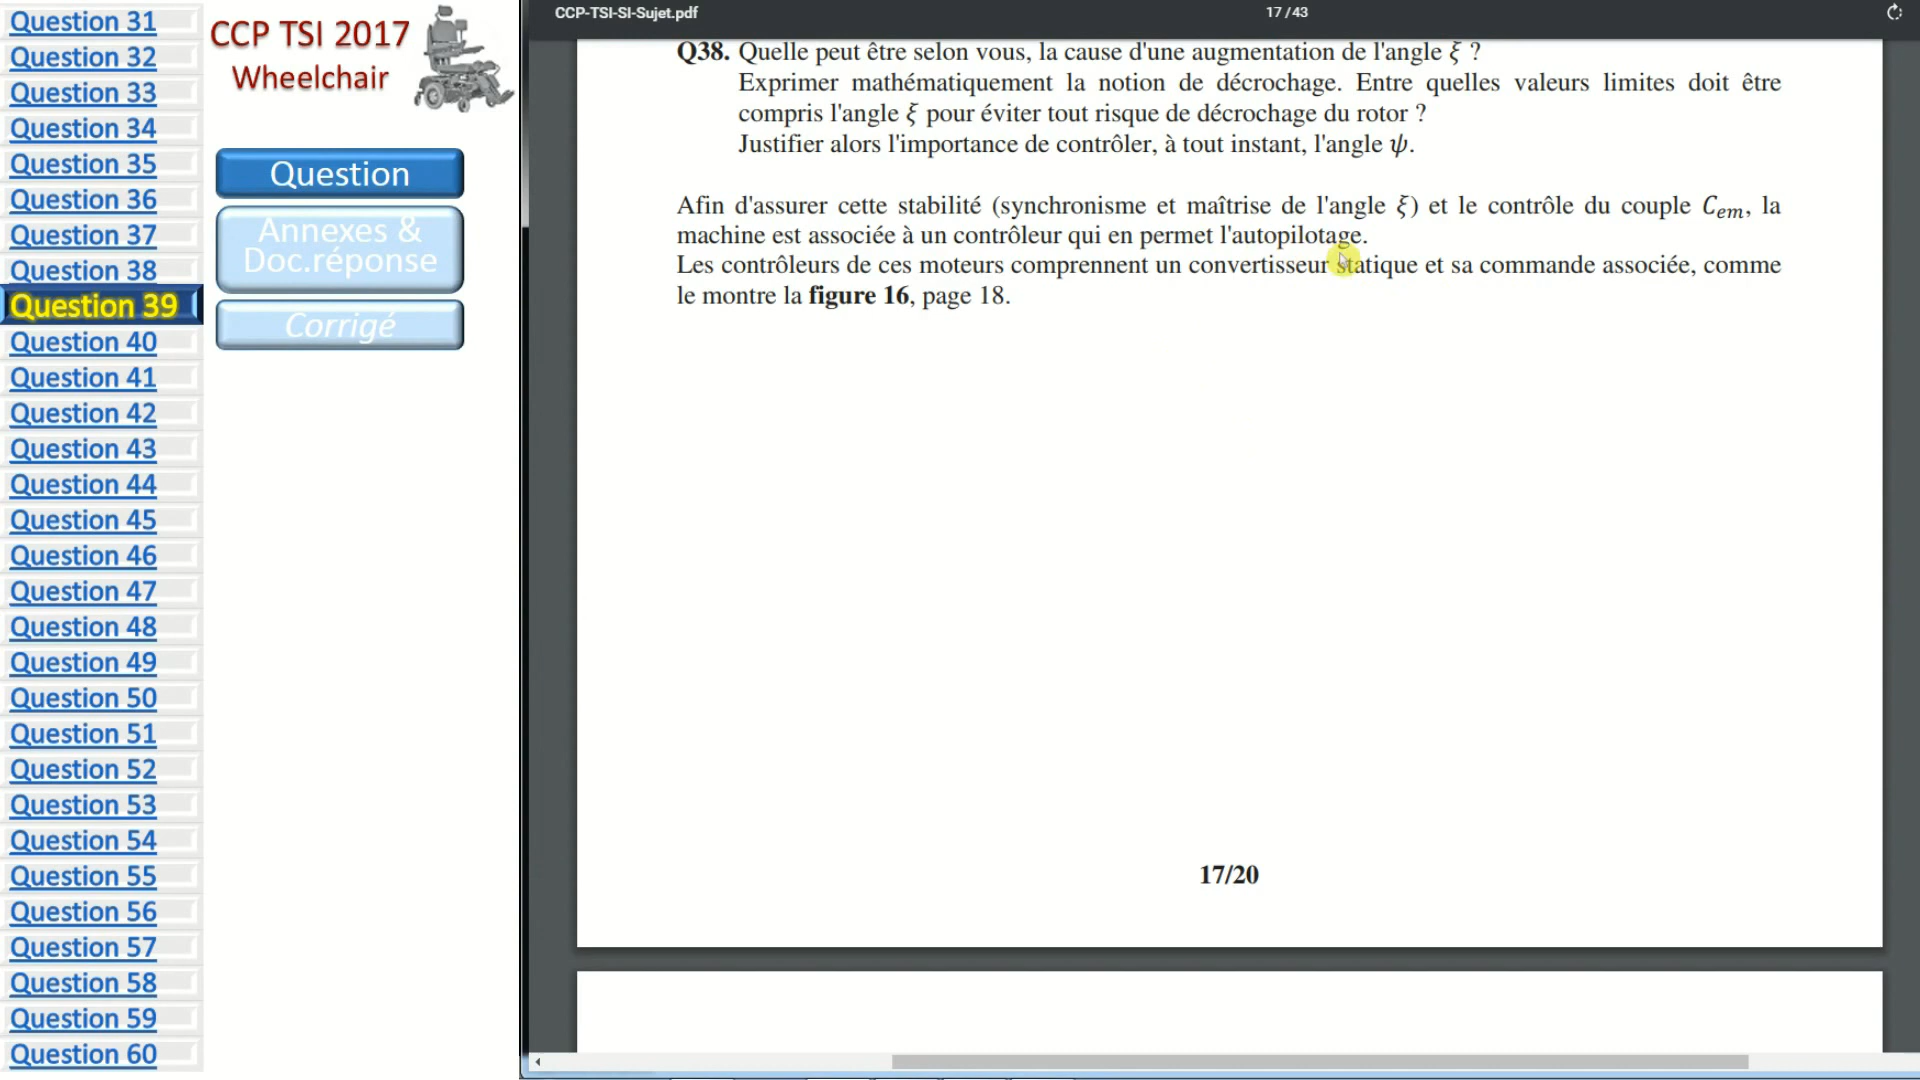 Question 31
Question 32
Question 33
Question 34
Question 35
Question 36
Question 37
Question 38
Question 39
Question 40
Question 41
Question 42
Question 43
Question 44
Question 45
Question 46
Question 47
Question 48
Question 49
Question 50
Question 51
Question 52
Question 53
Question 54
Question 55
Question 56
Question 57
Question 58
Question 59
Question 60
CCP TSI 2017
Wheelchair
Question
Annexes &
Doc.réponse
Corrigé
CCP-TSI-SI-Sujet.pdf
17 / 43
Q38. Quelle peut être selon vous, la cause d'une augmentation de l'angle ξ ?
Exprimer mathématiquement la notion de décrochage. Entre quelles valeurs limites doit être
compris l'angle ξ pour éviter tout risque de décrochage du rotor ?
Justifier alors l'importance de contrôler, à tout instant, l'angle ψ.
Afin d'assurer cette stabilité (synchronisme et maîtrise de l'angle ξ) et le contrôle du couple C_em, la
machine est associée à un contrôleur qui en permet l'autopilotage.
Les contrôleurs de ces moteurs comprennent un convertisseur statique et sa commande associée, comme
le montre la figure 16, page 18.
17/20